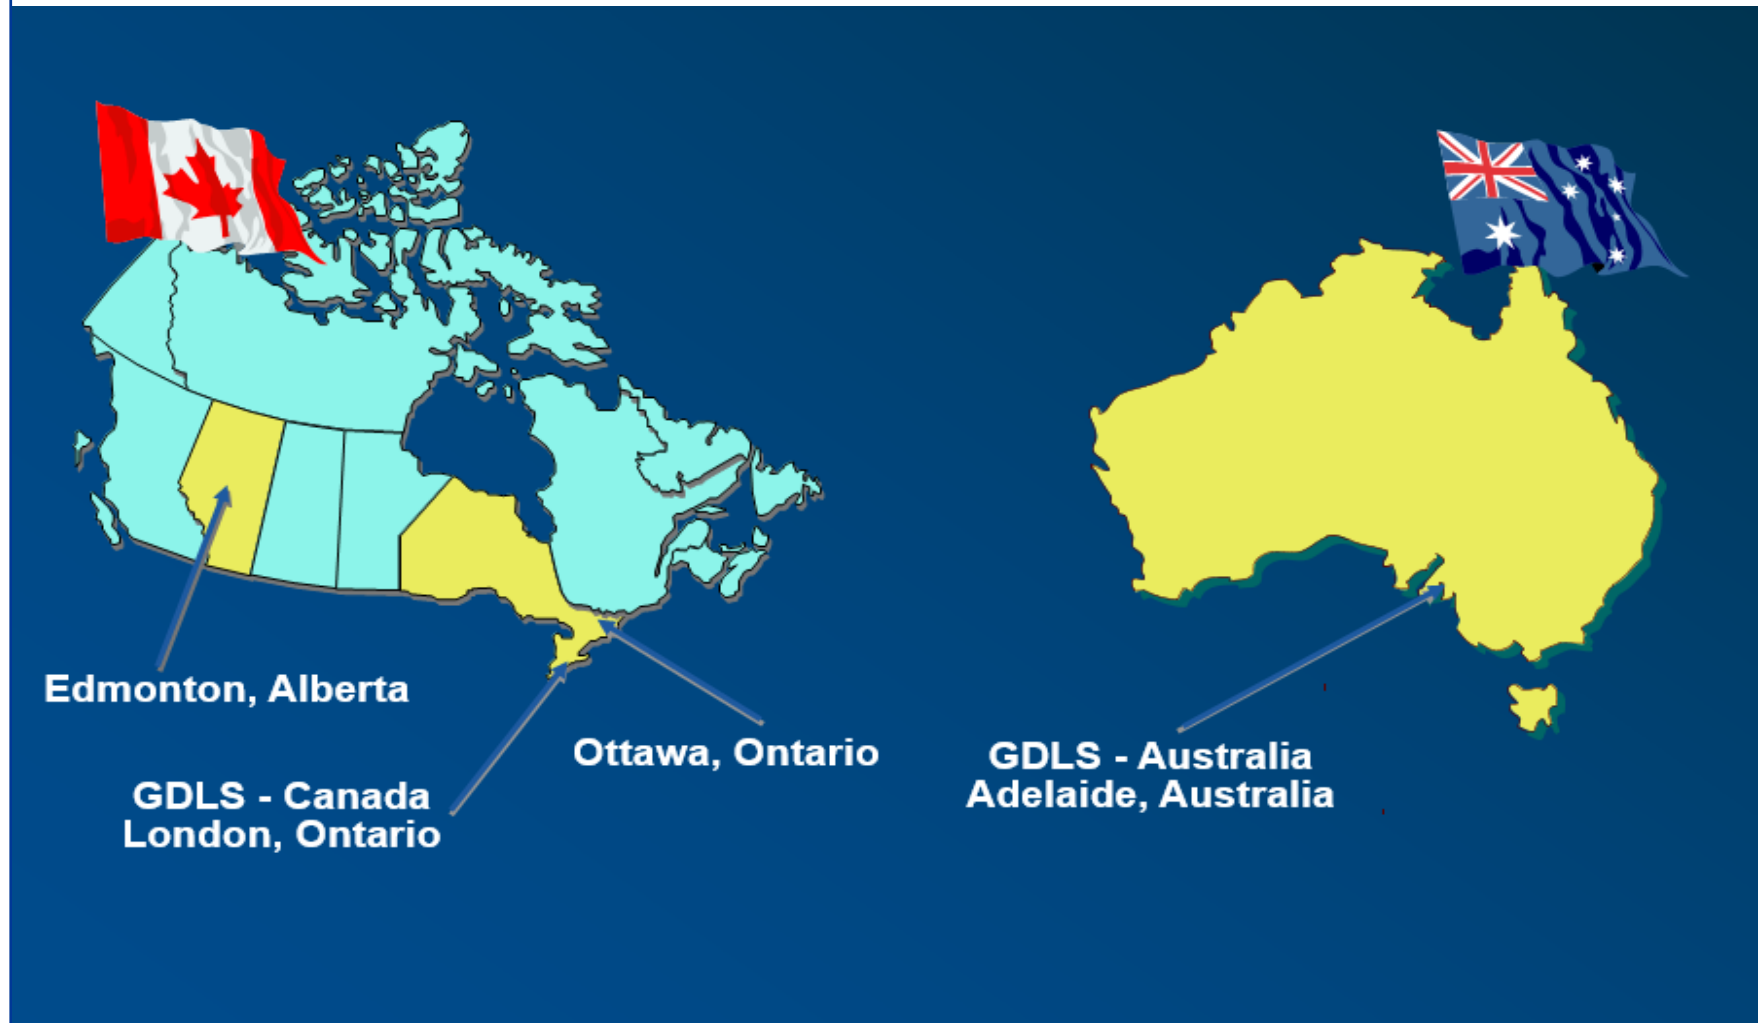 Edmonton, Alberta
Ottawa, Ontario
GDLS - Canada
London, Ontario
GDLS - Australia
Adelaide, Australia